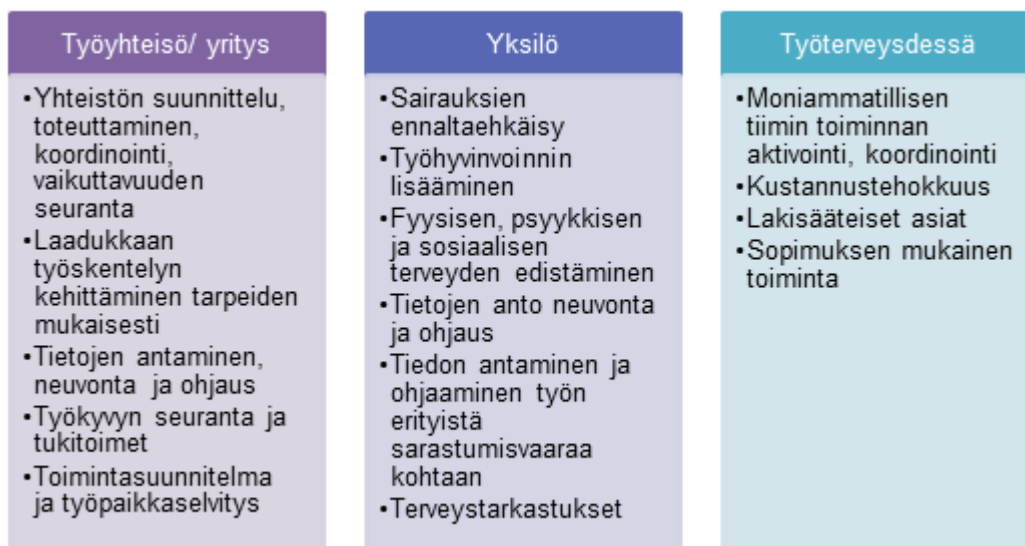 Työyhteisö/ yritys
•Yhteistön suunnittelu,
toteuttaminen,
koordinointi,
vaikuttavuuden
seuranta
•Laadukkaan
työskentelyn
kehittäminen tarpeiden
mukaisesti
•Tietojen antaminen,
neuvonta ja ohjaus
•Työkyvyn seuranta ja
tukitoimet
•Toimintasuunnitelma
ja työpaikkaselvitys
Yksilö
•Sairauksien
ennaltaehkäisy
•Työhyvinvoinnin
lisääminen
•Fyysisen, psyykkisen
ja sosiaalisen
terveyden edistäminen
•Tietojen anto neuvonta
ja ohjaus
•Tiedon antaminen ja
ohjaaminen työn
erityistä
sarastumisvaaraa
kohtaan
•Terveystarkastukset
Työterveysdessä
•Moniammatillisen
tiimin toiminnan
aktivointi, koordinointi
•Kustannustehokkuus
•Lakisääteiset asiat
•Sopimuksen mukainen
toiminta